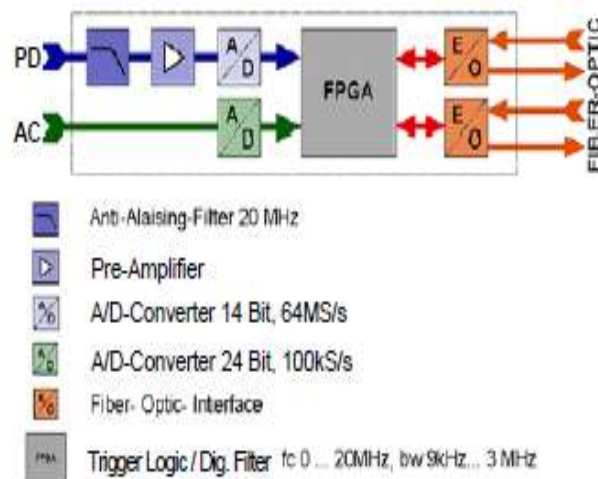 PD
A
D
FPGA
E
O
AC
A
D
E
O
FIBER-OPTIC
Anti-Alaising-Filter 20 MHz
Pre-Amplifier
A/D
A/D-Converter 14 Bit, 64MS/s
A/D
A/D-Converter 24 Bit, 100kS/s
Fiber- Optic- Interface
FPGA
Trigger Logic / Dig. Filter fc 0 ... 20MHz, bw 9kHz... 3 MHz